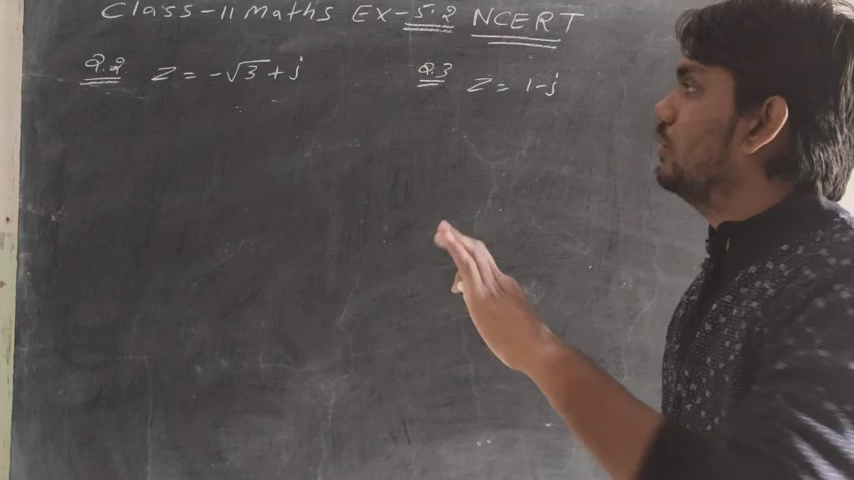 Class-11 Maths Ex-5.2 NCERT
Q.2 Z = -√3 + i
Q.3 Z = 1-i